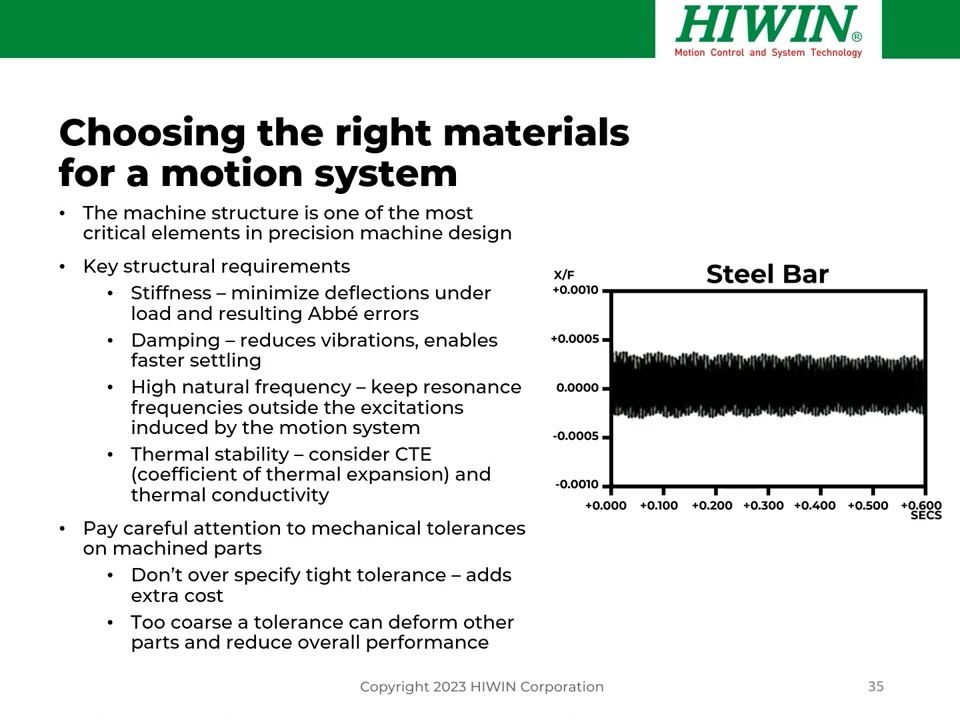 HIWIN®
Motion Control and System Technology
Choosing the right materials
for a motion system
• The machine structure is one of the most
critical elements in precision machine design
• Key structural requirements
• Stiffness – minimize deflections under
load and resulting Abbé errors
• Damping – reduces vibrations, enables
faster settling
• High natural frequency – keep resonance
frequencies outside the excitations
induced by the motion system
• Thermal stability – consider CTE
(coefficient of thermal expansion) and
thermal conductivity
• Pay careful attention to mechanical tolerances
on machined parts
• Don’t over specify tight tolerance – adds
extra cost
• Too coarse a tolerance can deform other
parts and reduce overall performance
Steel Bar
X/F
+0.0010
+0.0005
0.0000
-0.0005
-0.0010
+0.000 +0.100 +0.200 +0.300 +0.400 +0.500 +0.600
SECS
Copyright 2023 HIWIN Corporation
35